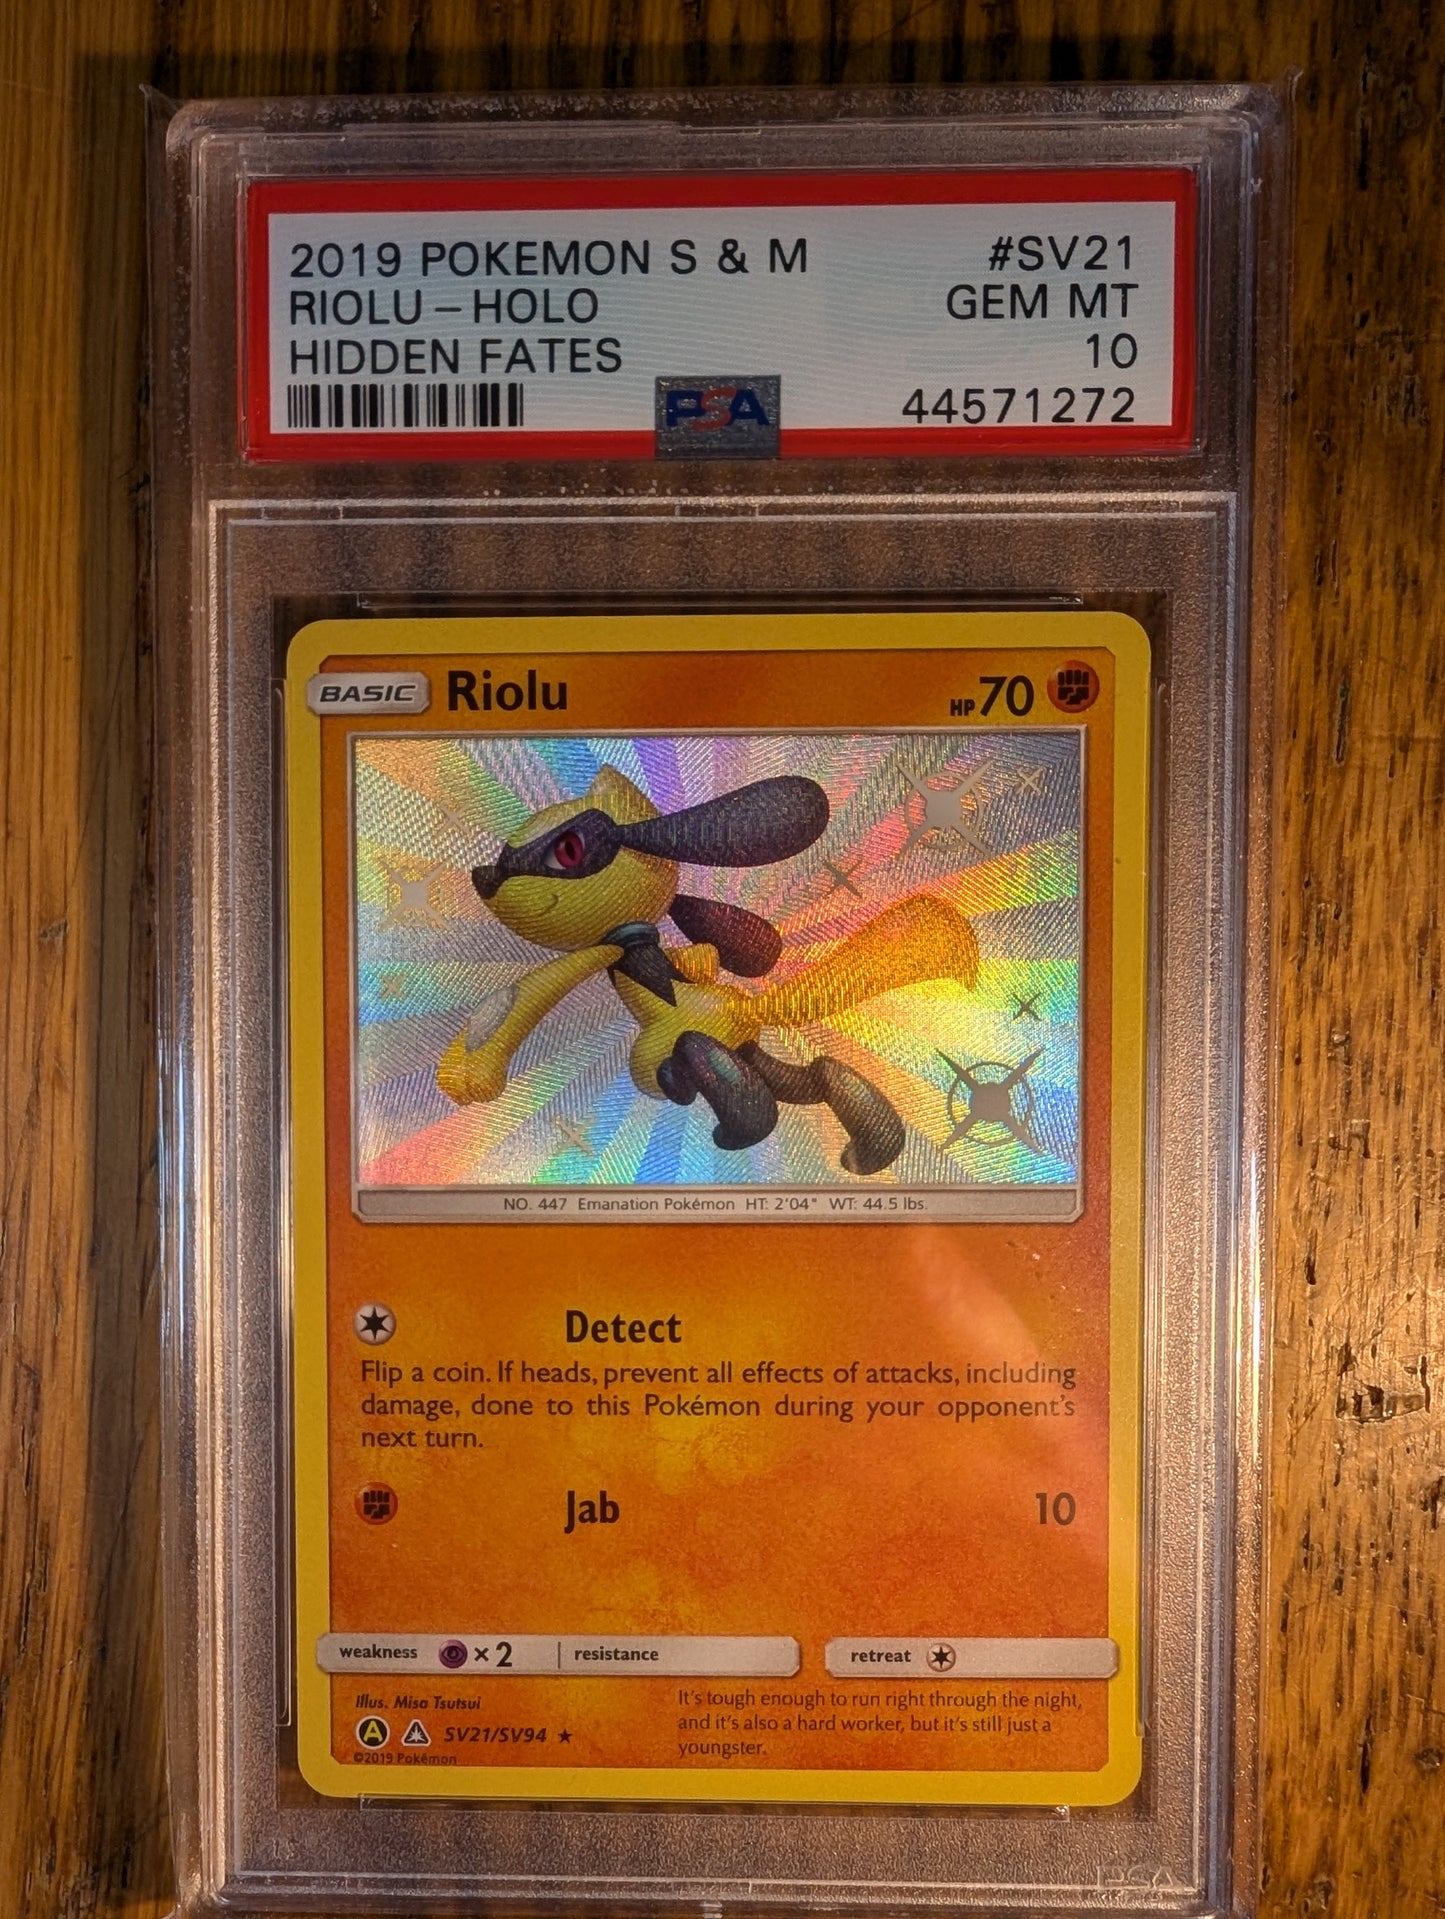 2019 POKEMON S & M #SV21
RIOLU - HOLO GEM MT
HIDDEN FATES 10
PSA 44571272
BASIC Riolu HP 70
NO. 447 Emanation Pokémon HT: 2'04" WT: 44.5 lbs.
Detect
Flip a coin. If heads, prevent all effects of attacks, including
damage, done to this Pokémon during your opponent's
next turn.
Jab 10
weakness ×2 resistance retreat
Illus. Misa Tsutsui
A SV21/SV94 ★
©2019 Pokémon
It's tough enough to run right through the night,
and it's also a hard worker, but it's still just a
youngster.
PSA